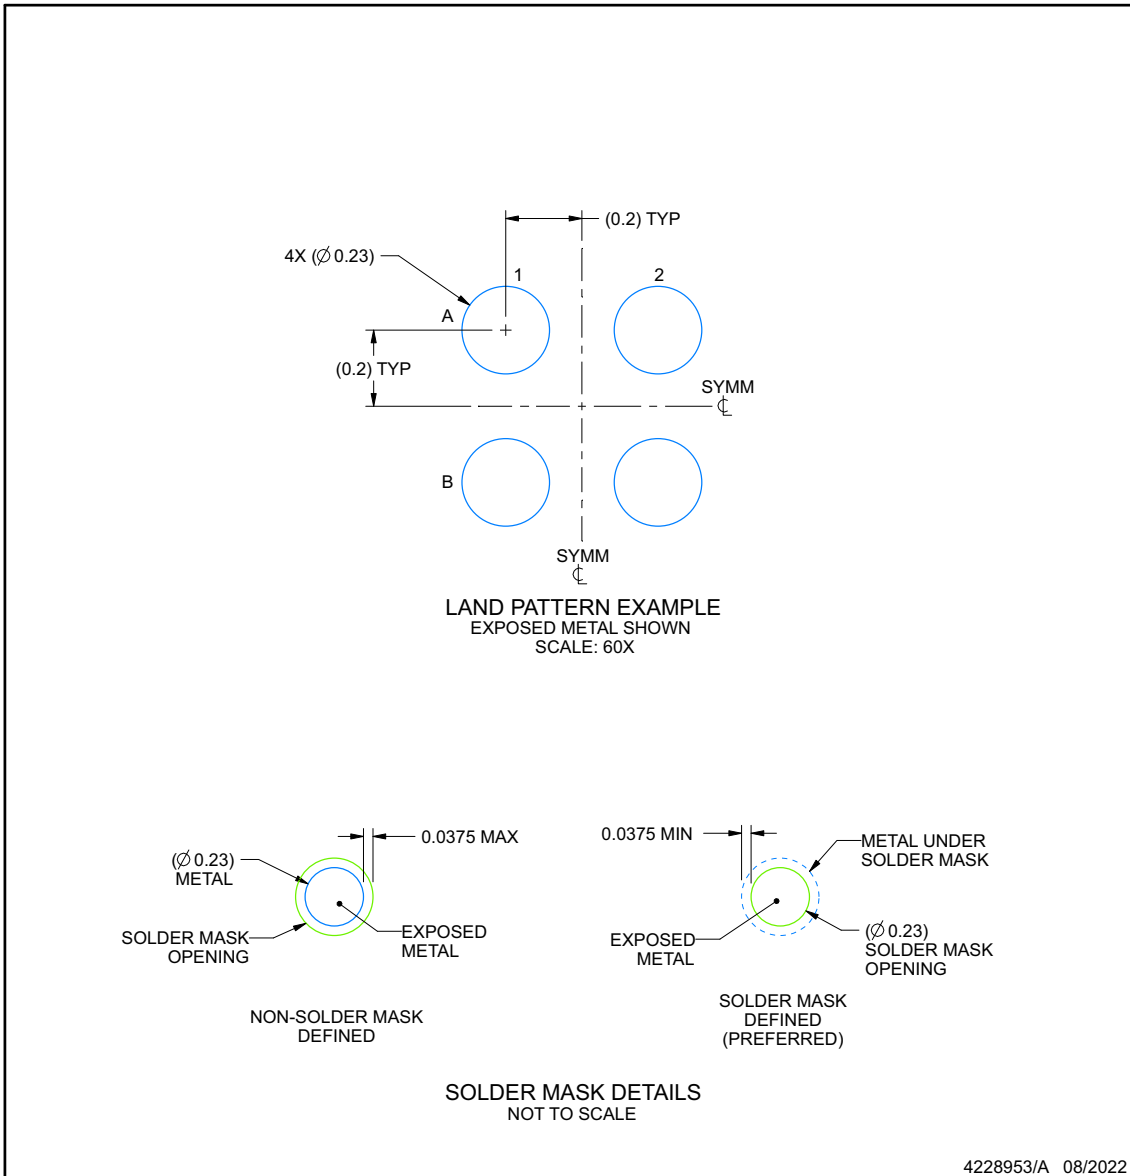 (0.2) TYP
4X (∅ 0.23)
1
2
A
(0.2) TYP
SYMM
℄
B
SYMM
℄
LAND PATTERN EXAMPLE
EXPOSED METAL SHOWN
SCALE: 60X
0.0375 MAX
(∅ 0.23)
METAL
SOLDER MASK
OPENING
EXPOSED
METAL
NON-SOLDER MASK
DEFINED
0.0375 MIN
METAL UNDER
SOLDER MASK
EXPOSED
METAL
(∅ 0.23)
SOLDER MASK
OPENING
SOLDER MASK
DEFINED
(PREFERRED)
SOLDER MASK DETAILS
NOT TO SCALE
4228953/A 08/2022